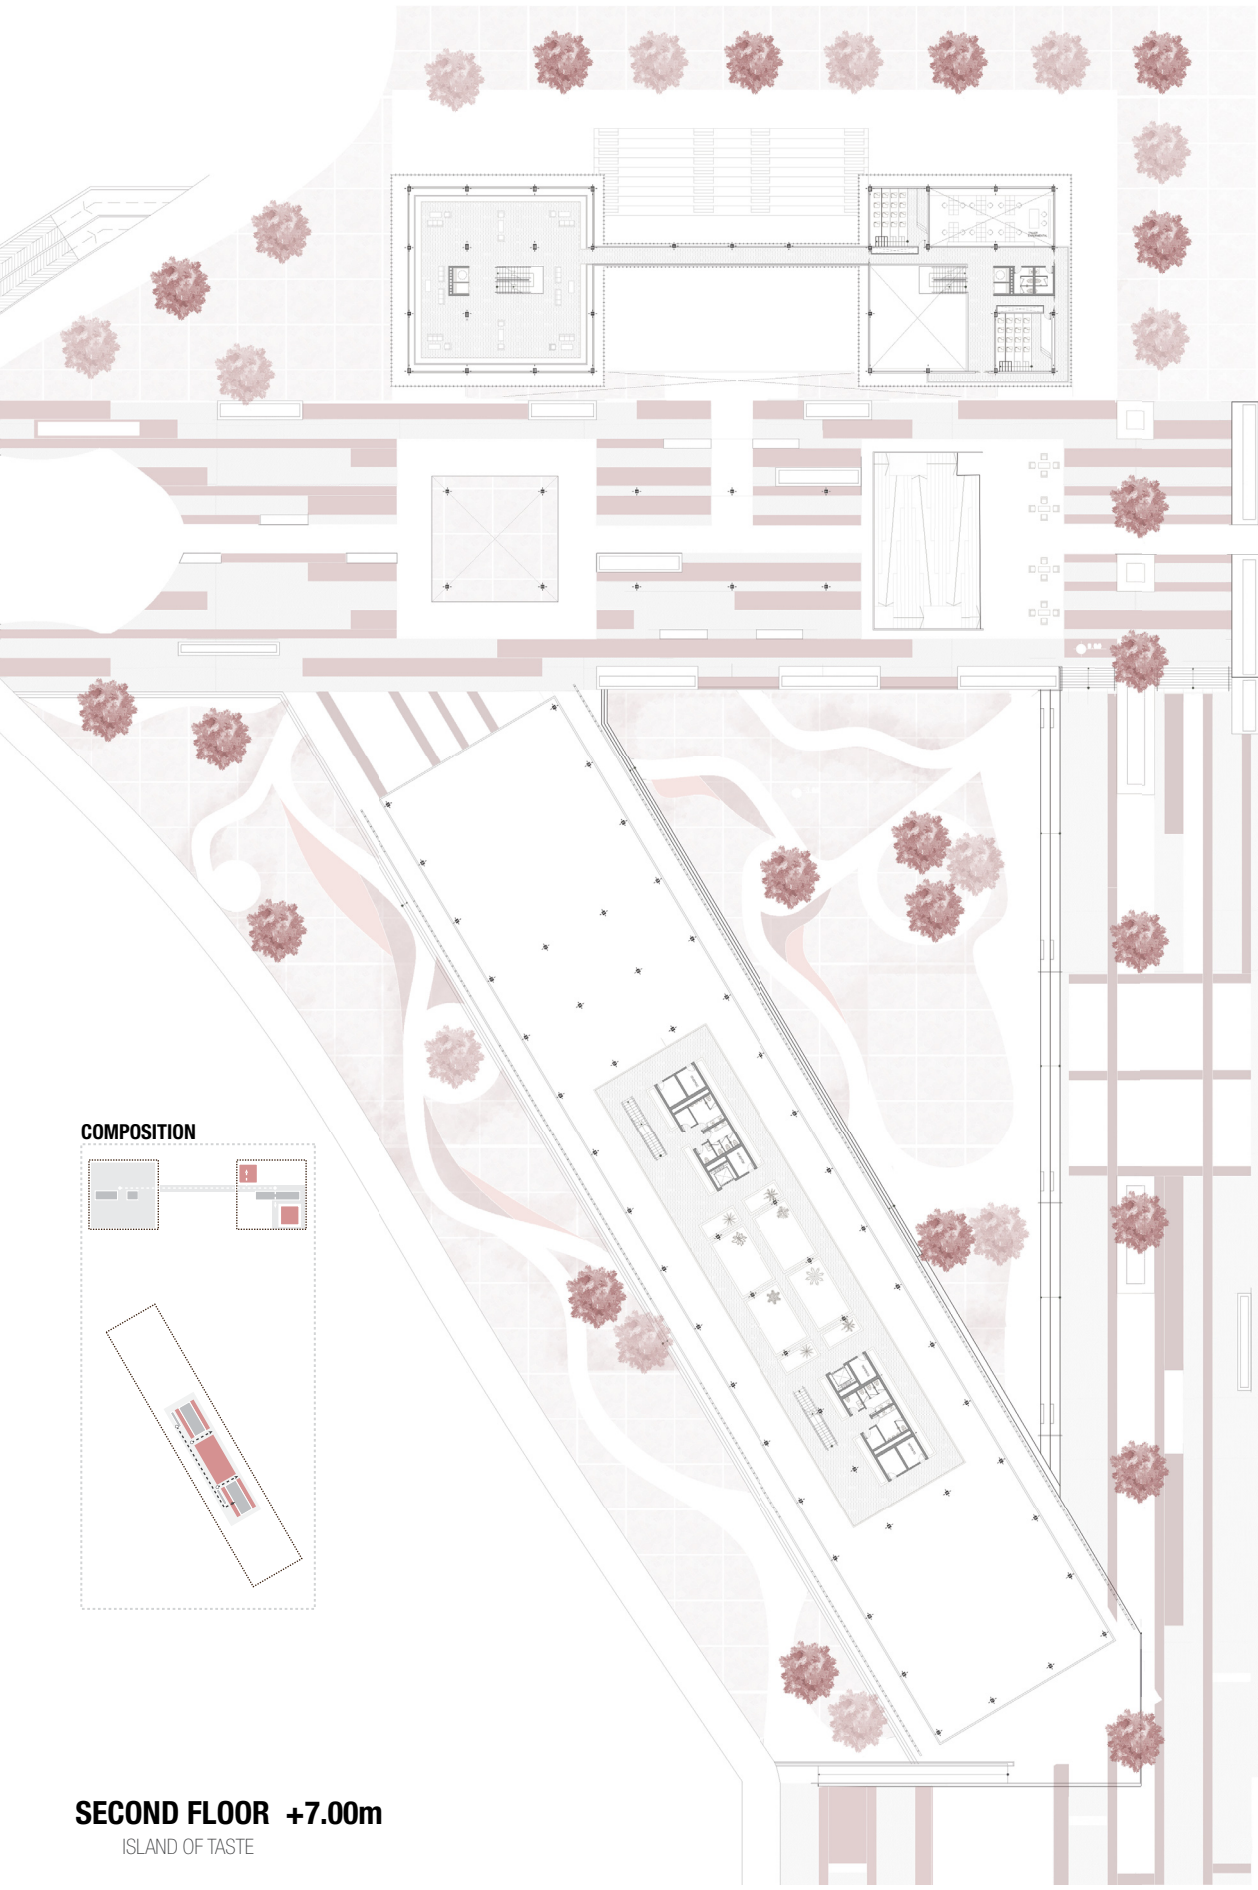 COMPOSITION
SECOND FLOOR +7.00m
ISLAND OF TASTE